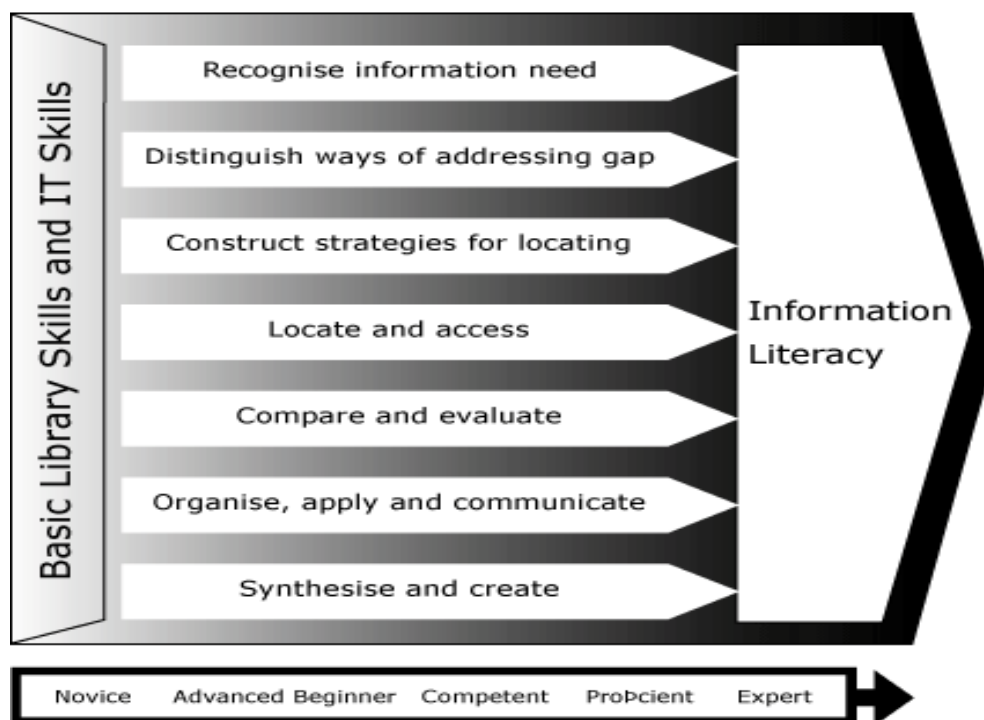 Basic Library Skills and IT Skills
Recognise information need
Distinguish ways of addressing gap
Construct strategies for locating
Locate and access
Compare and evaluate
Organise, apply and communicate
Synthesise and create
Information
Literacy
Novice Advanced Beginner Competent ProÞcient Expert